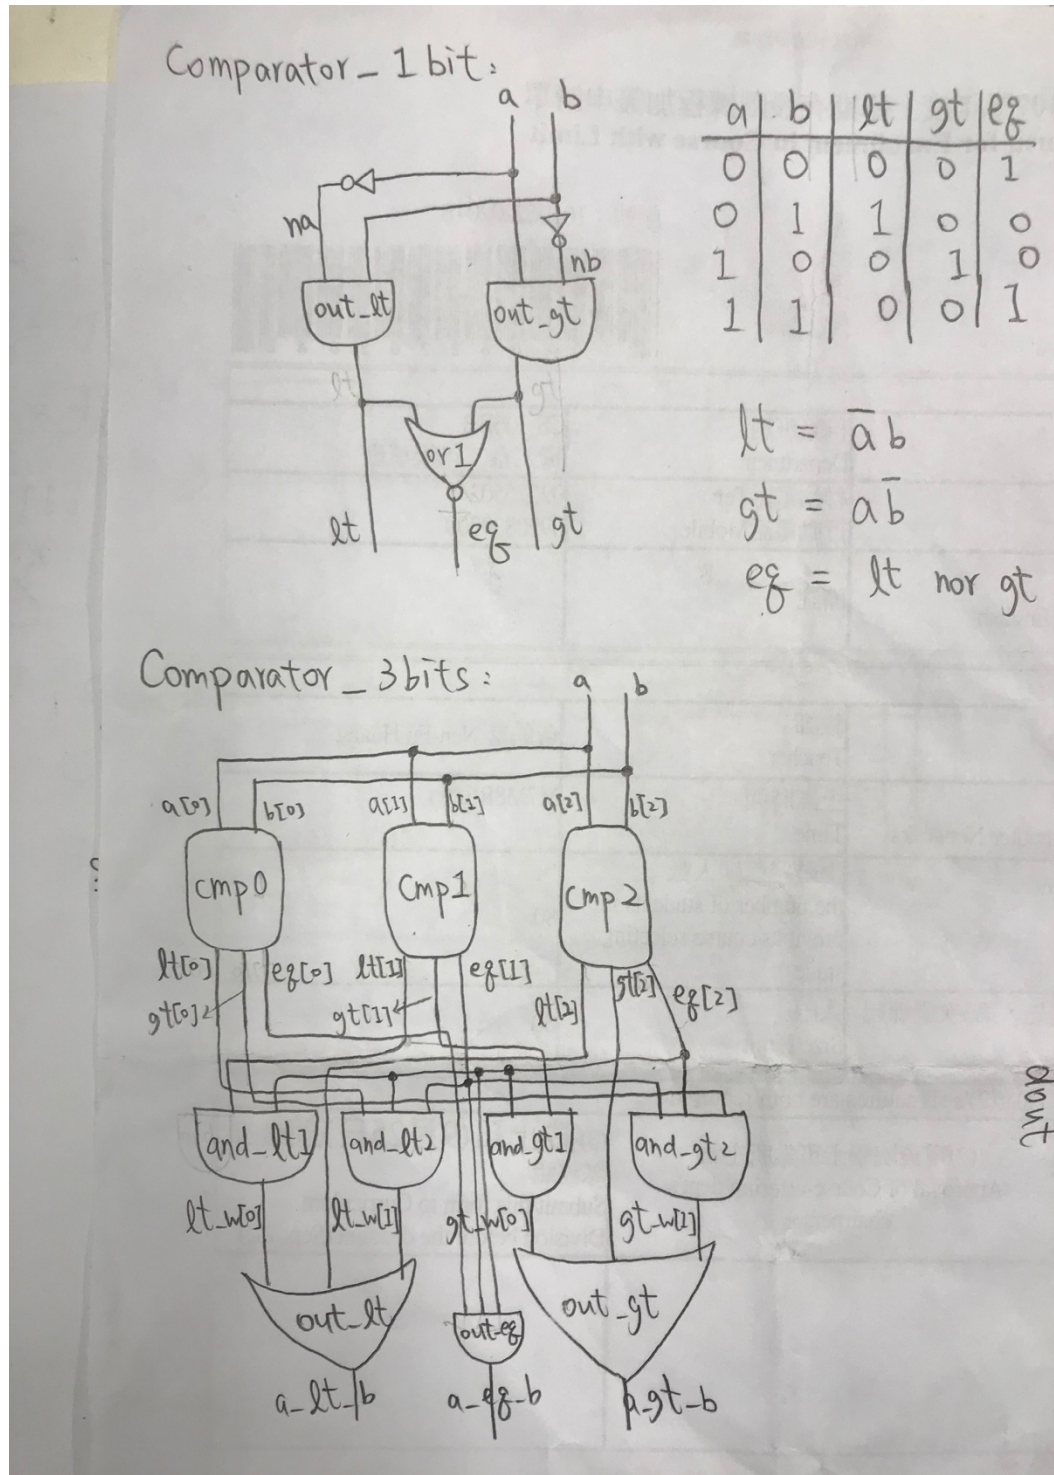 Comparator_1bit:
a b
na
nb
out_lt out_gt
or1
lt eq gt
a b lt gt eq
0 0 0 0 1
0 1 1 0 0
1 0 0 1 0
1 1 0 0 1
lt = a̅ b
gt = a b̅
eq = lt nor gt
Comparator_3bits:
a b
a[0] b[0] a[1] b[1] a[2] b[2]
cmp0 cmp1 cmp2
lt[0] eq[0] lt[1] eq[1] lt[2] gt[2] eq[2]
gt[0] gt[1]
and_lt1 and_lt2 and_gt1 and_gt2
lt_w[0] lt_w[1] gt_w[0] gt_w[1]
out_lt out_eq out_gt
a_lt_b a_eq_b a_gt_b
dout